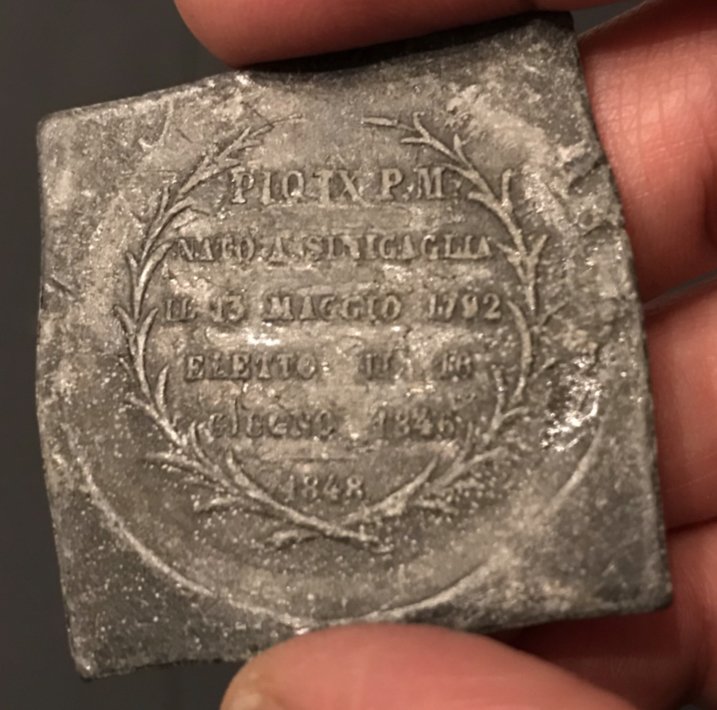 PIO IX P.M.
NATO A SINIGAGLIA
IL 13 MAGGIO 1792
ELETTO IL 16
GIUGNO 1846
1848